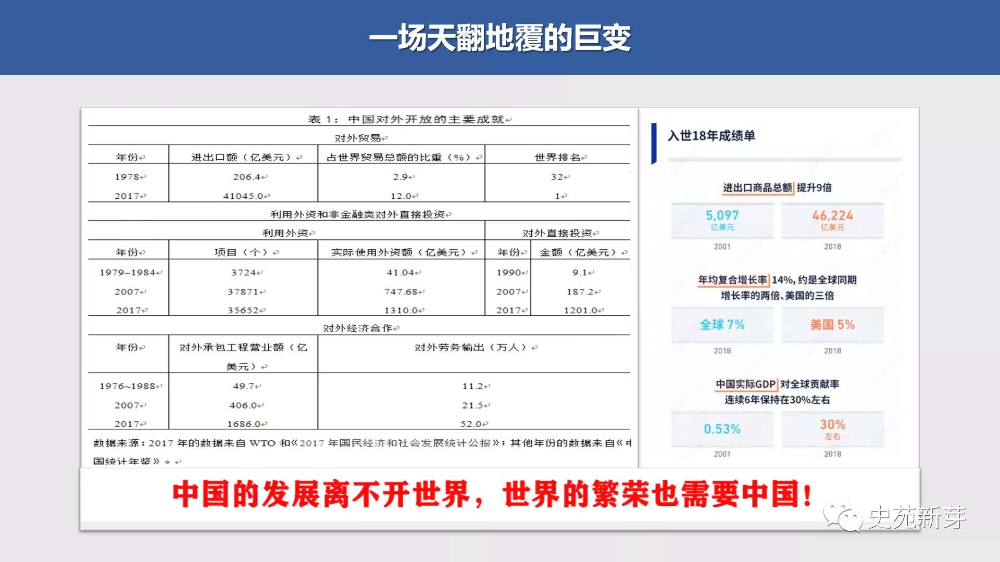 一场天翻地覆的巨变
表 1：中国对外开放的主要成就↵
对外贸易↵
年份↵ 进出口额（亿美元）↵ 占世界贸易总额的比重（%）↵ 世界排名↵
1978↵ 206.4↵ 2.9↵ 32↵
2017↵ 41045.0↵ 12.0↵ 1↵
利用外资和非金融类对外直接投资↵
利用外资↵ 对外直接投资↵
年份↵ 项目（个）↵ 实际使用外资额（亿美元）↵ 年份↵ 金额（亿美元）↵
1979~1984↵ 3724↵ 41.04↵ 1990↵ 9.1↵
2007↵ 37871↵ 747.68↵ 2007↵ 187.2↵
2017↵ 35652↵ 1310.0↵ 2017↵ 1201.0↵
对外经济合作↵
年份↵ 对外承包工程营业额（亿 对外劳务输出（万人）↵
美元）↵
1976~1988↵ 49.7↵ 11.2↵
2007↵ 406.0↵ 21.5↵
2017↵ 1686.0↵ 52.0↵
数据来源：2017 年的数据来自 WTO 和《2017 年国民经济和社会发展统计公报》；其他年份的数据来自《中
国统计年鉴》。↵
入世18年成绩单
进出口商品总额 提升9倍
5,097 46,224
亿美元 亿美元
2001 2018
年均复合增长率 14%，约是全球同期
增长率的两倍、美国的三倍
全球 7% 美国 5%
2018 2018
中国实际GDP 对全球贡献率
连续6年保持在30%左右
0.53% 30%
左右
2001 2018
中国的发展离不开世界，世界的繁荣也需要中国！
史苑新芽